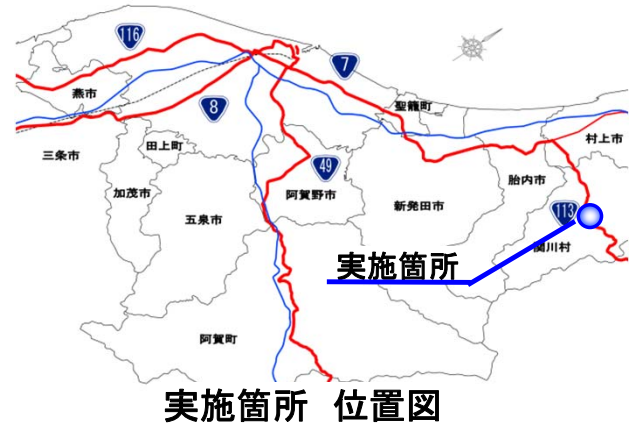 116
7
燕市
8
聖籠町
三条市
田上町
49
村上市
加茂市
阿賀野市
胎内市
五泉市
新発田市
113
関川村
実施箇所
阿賀町
実施箇所 位置図